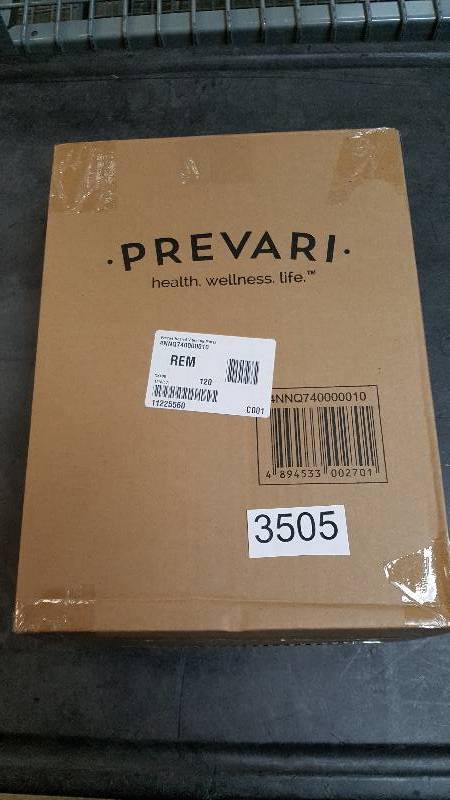 ·PREVARI·
health. wellness. life.™
4NNQ740000010
REM
120
11225560
C001
4NNQ740000010
4 894533 002701
3505